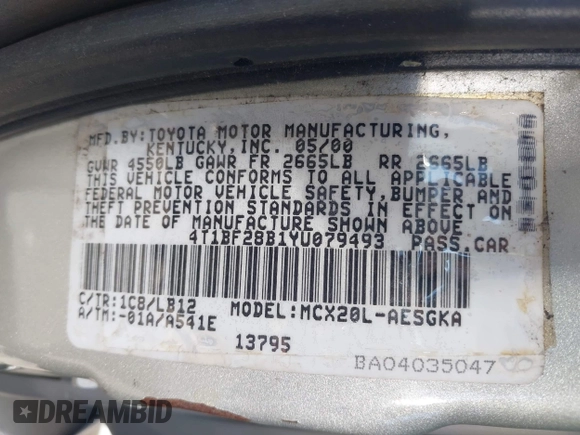 MFD.BY:TOYOTA MOTOR MANUFACTURING,
KENTUCKY,INC. 05/00
GVWR 4550LB GAWR FR 2665LB RR 2665LB
THIS VEHICLE CONFORMS TO ALL APPLICABLE
FEDERAL MOTOR VEHICLE SAFETY,BUMPER AND
THEFT PREVENTION STANDARDS IN EFFECT ON
THE DATE OF MANUFACTURE SHOWN ABOVE.
4T1BF28B1YU079493 PASS.CAR
C/TR:1C8/LB12 MODEL:MCX20L-AESGKA
A/TM:-01A/A541E
13795
BA04035047
DREAMBID